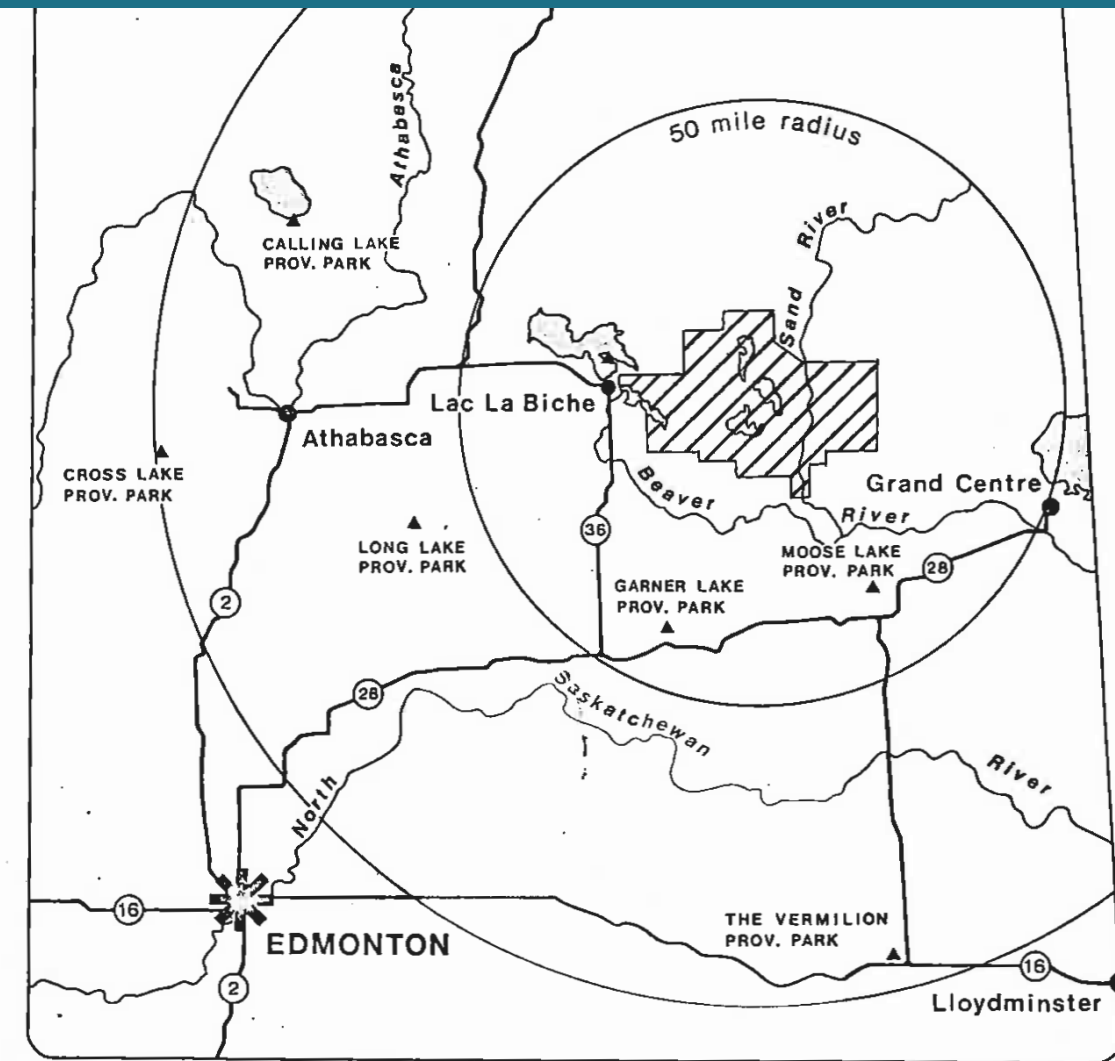 Athabasca
50 mile radius
CALLING LAKE
PROV. PARK
Sand River
Lac La Biche
Athabasca
CROSS LAKE
PROV. PARK
Beaver River
Grand Centre
LONG LAKE
PROV. PARK
36
MOOSE LAKE
PROV. PARK
28
GARNER LAKE
PROV. PARK
2
28
North Saskatchewan River
THE VERMILION
PROV. PARK
16
EDMONTON
16
2
Lloydminster